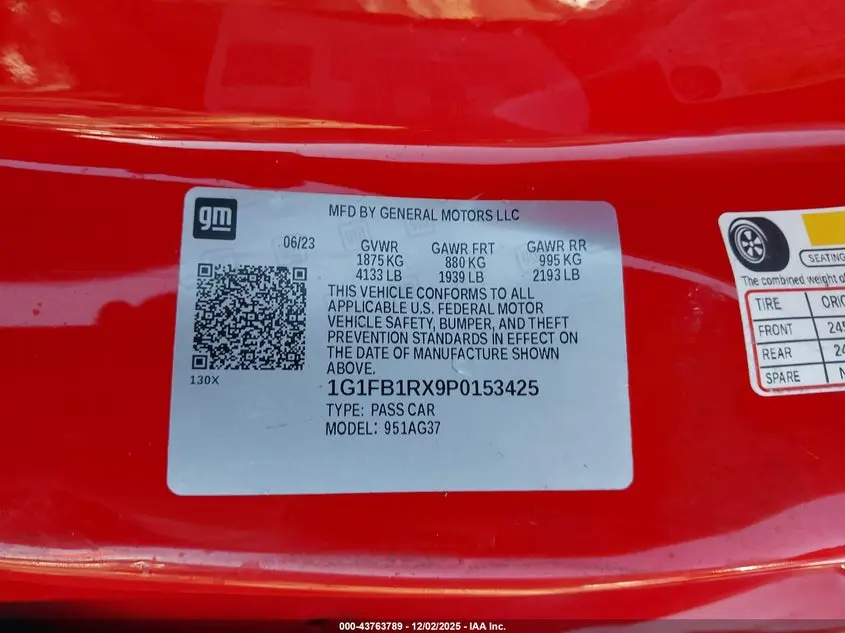 gm
MFD BY GENERAL MOTORS LLC
06/23
GVWR GAWR FRT GAWR RR
1875 KG 880 KG 995 KG
4133 LB 1939 LB 2193 LB
THIS VEHICLE CONFORMS TO ALL
APPLICABLE U.S. FEDERAL MOTOR
VEHICLE SAFETY, BUMPER, AND THEFT
PREVENTION STANDARDS IN EFFECT ON
THE DATE OF MANUFACTURE SHOWN
ABOVE.
130X
1G1FB1RX9P0153425
TYPE: PASS CAR
MODEL: 951AG37
SEATING
The combined weight of
TIRE
FRONT 245
REAR
SPARE
000-43763789 - 12/02/2025 - IAA Inc.